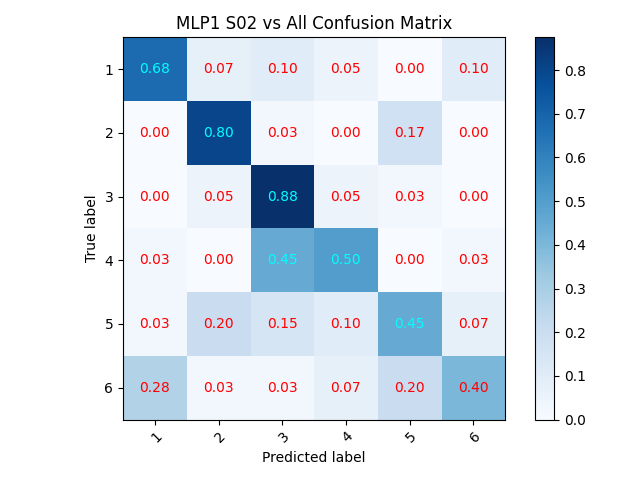 MLP1 S02 vs All Confusion Matrix
True label
1 0.68 0.07 0.10 0.05 0.00 0.10
2 0.00 0.80 0.03 0.00 0.17 0.00
3 0.00 0.05 0.88 0.05 0.03 0.00
4 0.03 0.00 0.45 0.50 0.00 0.03
5 0.03 0.20 0.15 0.10 0.45 0.07
6 0.28 0.03 0.03 0.07 0.20 0.40
1 2 3 4 5 6
Predicted label
0.8
0.7
0.6
0.5
0.4
0.3
0.2
0.1
0.0